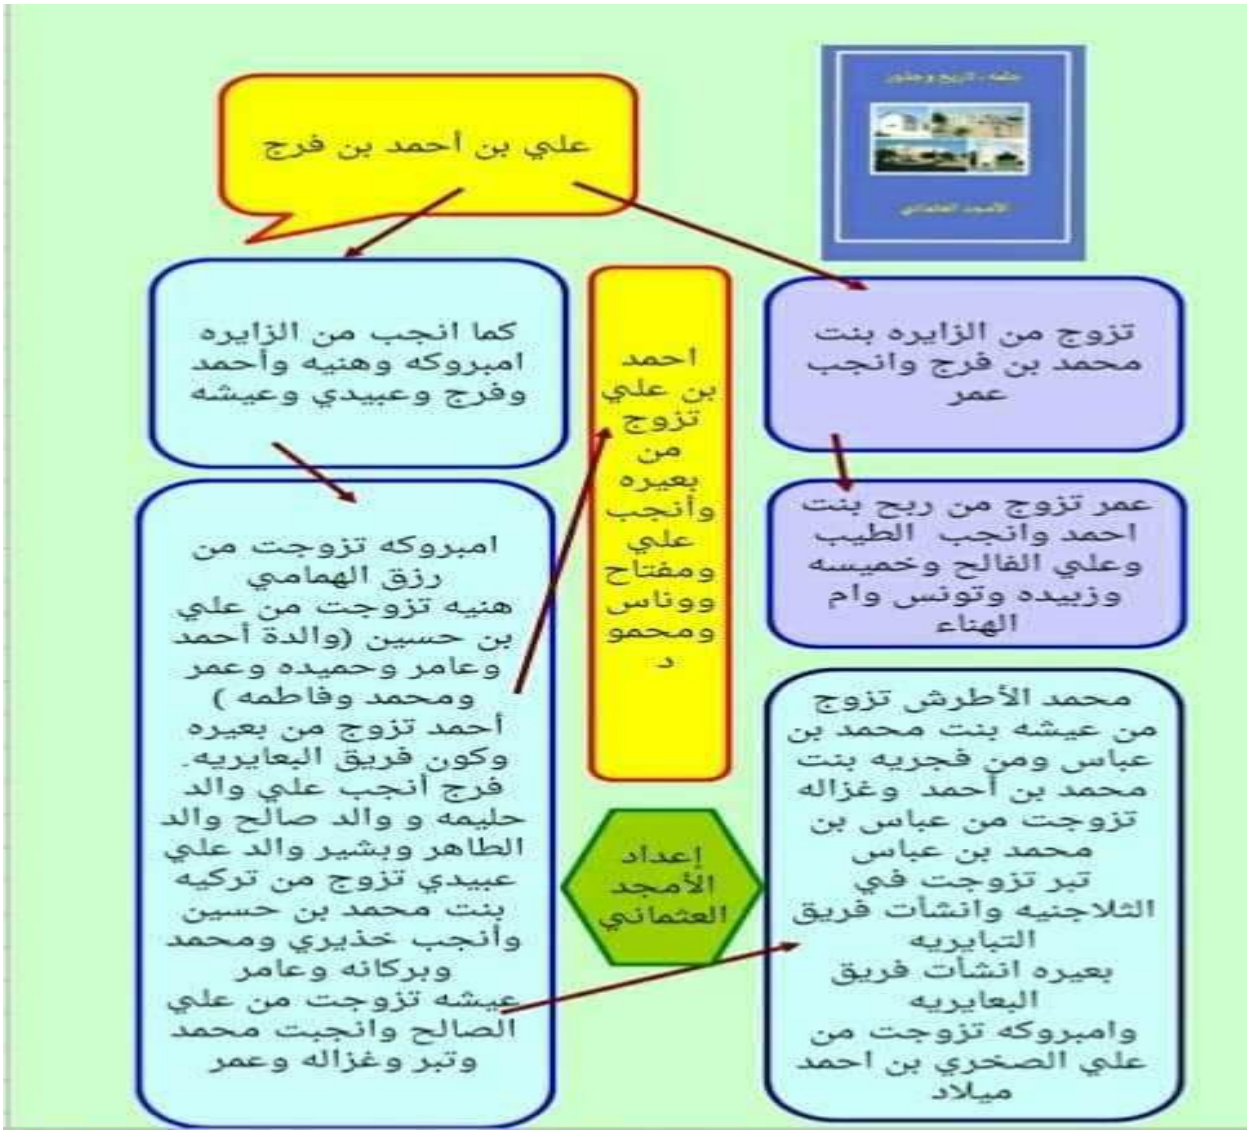 جلمه ، تاريخ وجذور
الأمجد العثماني
علي بن أحمد بن فرج
تزوج من الزايره بنت
محمد بن فرج وانجب
عمر
كما انجب من الزايره
امبروكه وهنيه وأحمد
وفرج وعبيدي وعيشه
احمد
بن علي
تزوج
من
بعيره
وأنجب
علي
ومفتاح
ووناس
ومحمو
د
عمر تزوج من ربح بنت
احمد وانجب الطيب
وعلي الفالح وخميسه
وزبيده وتونس وام
الهناء
امبروكه تزوجت من
رزق الهمامي
هنيه تزوجت من علي
بن حسين (والدة أحمد
وعامر وحميده وعمر
ومحمد وفاطمه )
أحمد تزوج من بعيره
وكون فريق البعايريه.
فرج أنجب علي والد
حليمه و والد صالح والد
الطاهر وبشير والد علي
عبيدي تزوج من تركيه
بنت محمد بن حسين
وأنجب خذيري ومحمد
وبركانه وعامر
عيشه تزوجت من علي
الصالح وانجبت محمد
وتبر وغزاله وعمر
محمد الأطرش تزوج
من عيشه بنت محمد بن
عباس ومن فجريه بنت
محمد بن أحمد وغزاله
تزوجت من عباس بن
محمد بن عباس
تبر تزوجت في
الثلاجنيه وانشأت فريق
التبايريه
بعيره انشأت فريق
البعايريه
وامبروكه تزوجت من
علي الصخري بن احمد
ميلاد
إعداد
الأمجد
العثماني